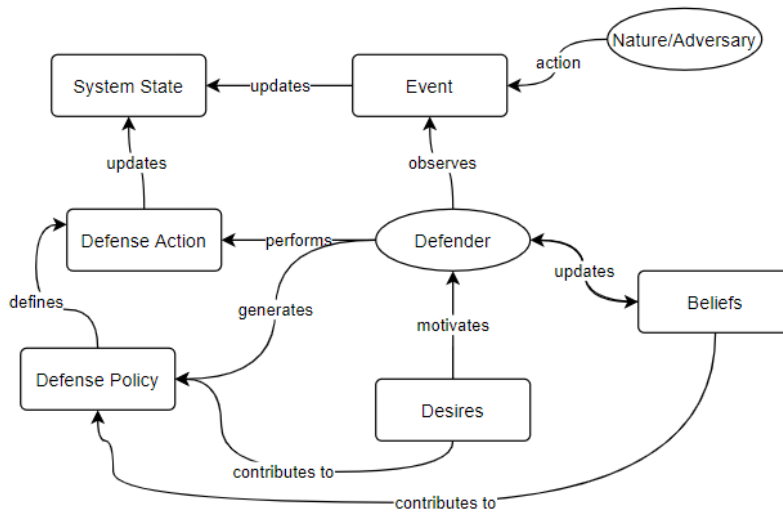 Nature/Adversary
action
System State
updates
Event
updates
observes
Defense Action
performs
Defender
updates
Beliefs
defines
generates
motivates
Defense Policy
Desires
contributes to
contributes to